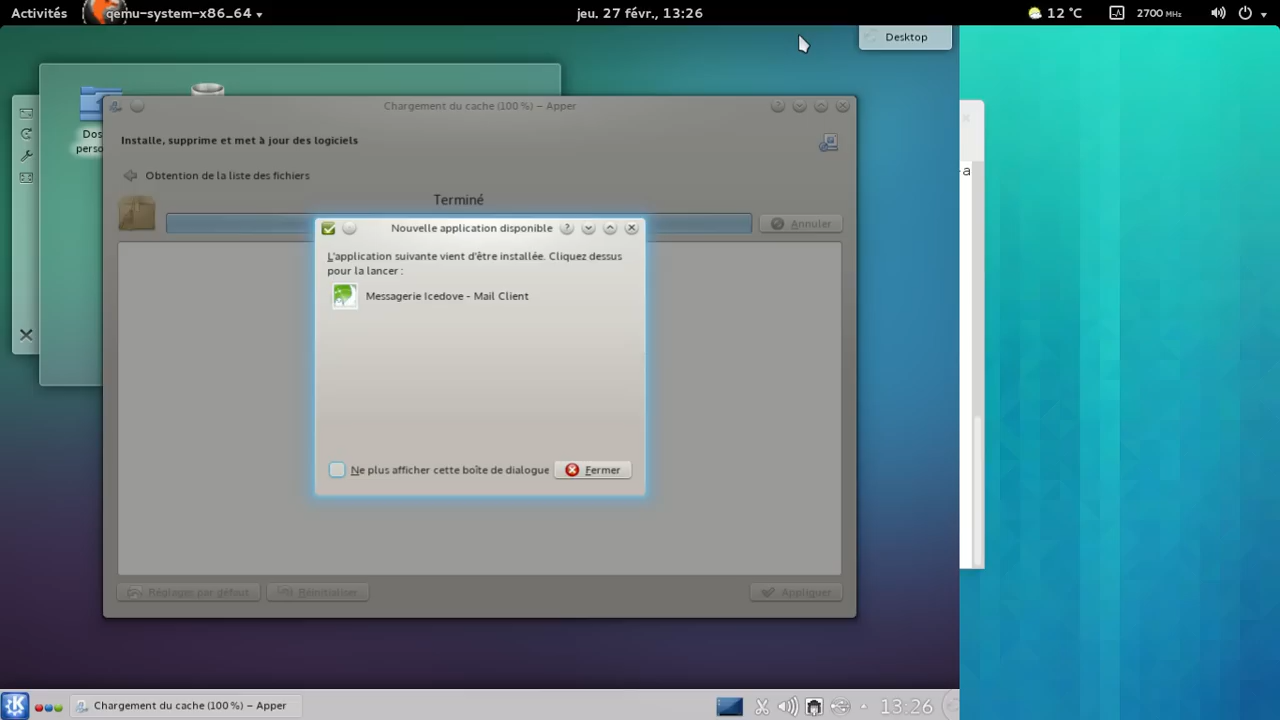 Activités
qemu-system-x86_64
jeu. 27 févr., 13:26
12 °C
2700 MHz
Desktop
Dos
perso
Chargement du cache (100 %) – Apper
Installe, supprime et met à jour des logiciels
Obtention de la liste des fichiers
Terminé
Annuler
Nouvelle application disponible
L'application suivante vient d'être installée. Cliquez dessus
pour la lancer :
Messagerie Icedove - Mail Client
Ne plus afficher cette boîte de dialogue
Fermer
Réglages par défaut
Réinitialiser
Appliquer
-a
Chargement du cache (100 %) – Apper
13:26